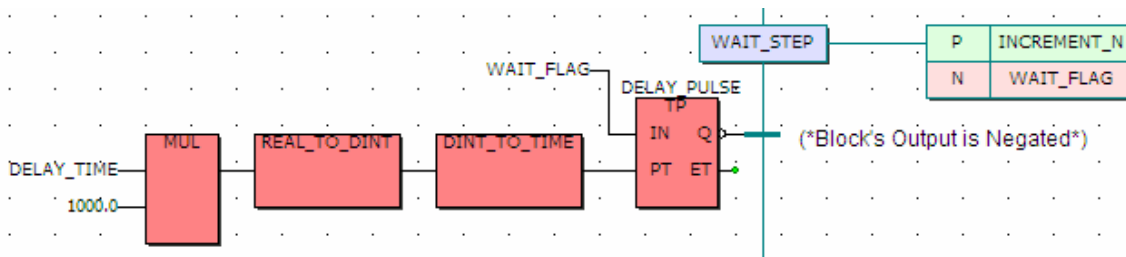 WAIT_STEP
P INCREMENT_N
N WAIT_FLAG
WAIT_FLAG
DELAY_PULSE
TP
IN Q
PT ET
(*Block's Output is Negated*)
MUL
REAL_TO_DINT
DINT_TO_TIME
DELAY_TIME
1000.0